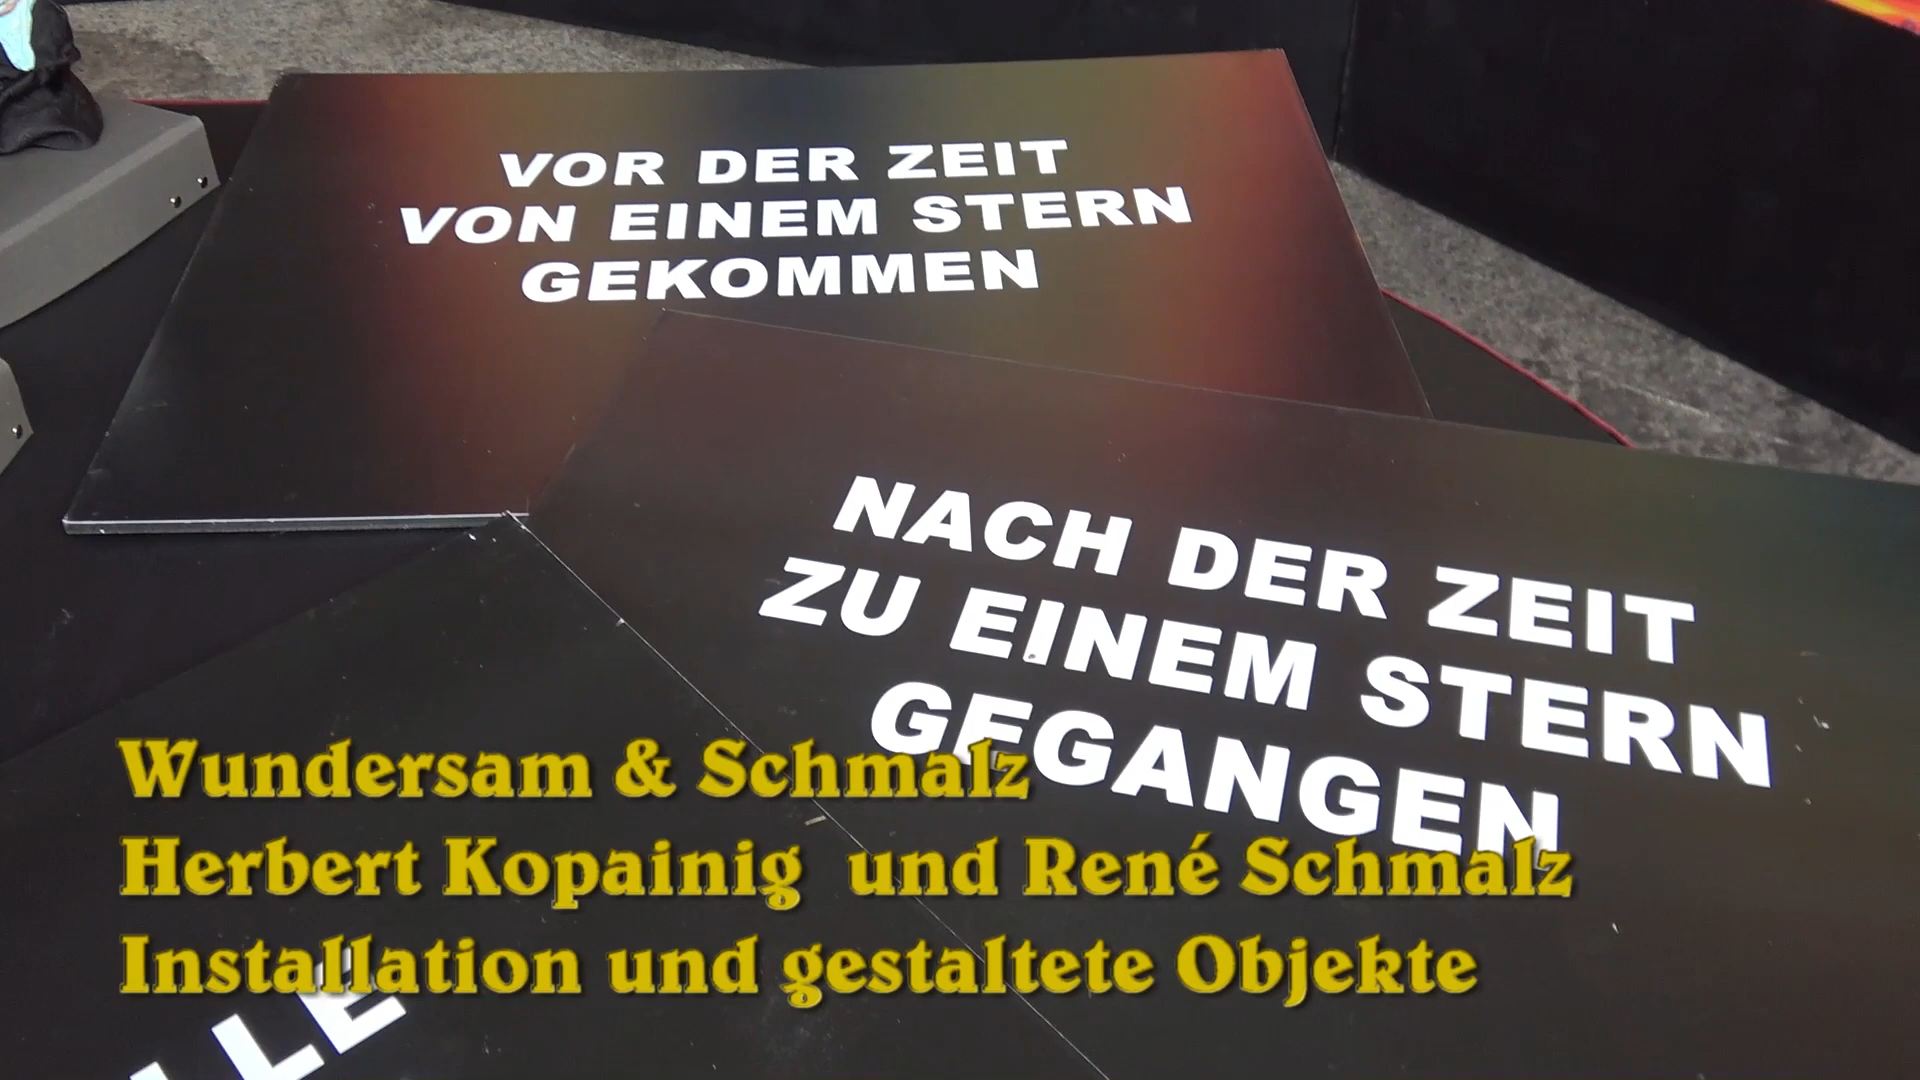 VOR DER ZEIT
VON EINEM STERN
GEKOMMEN
NACH DER ZEIT
ZU EINEM STERN
GEGANGEN
Wundersam & Schmalz
Herbert Kopainig und René Schmalz
Installation und gestaltete Objekte